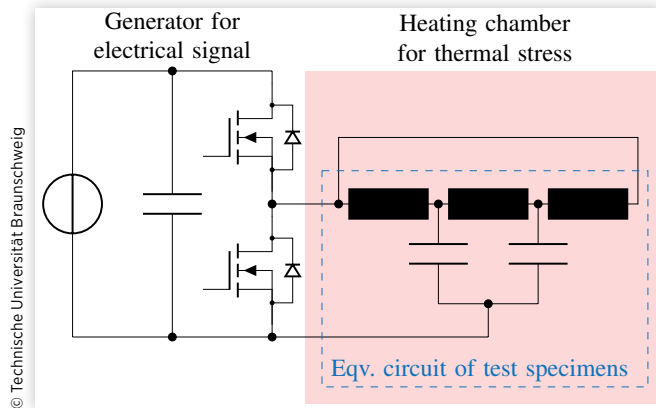 Generator for
electrical signal
Heating chamber
for thermal stress
Eqv. circuit of test specimens
© Technische Universität Braunschweig